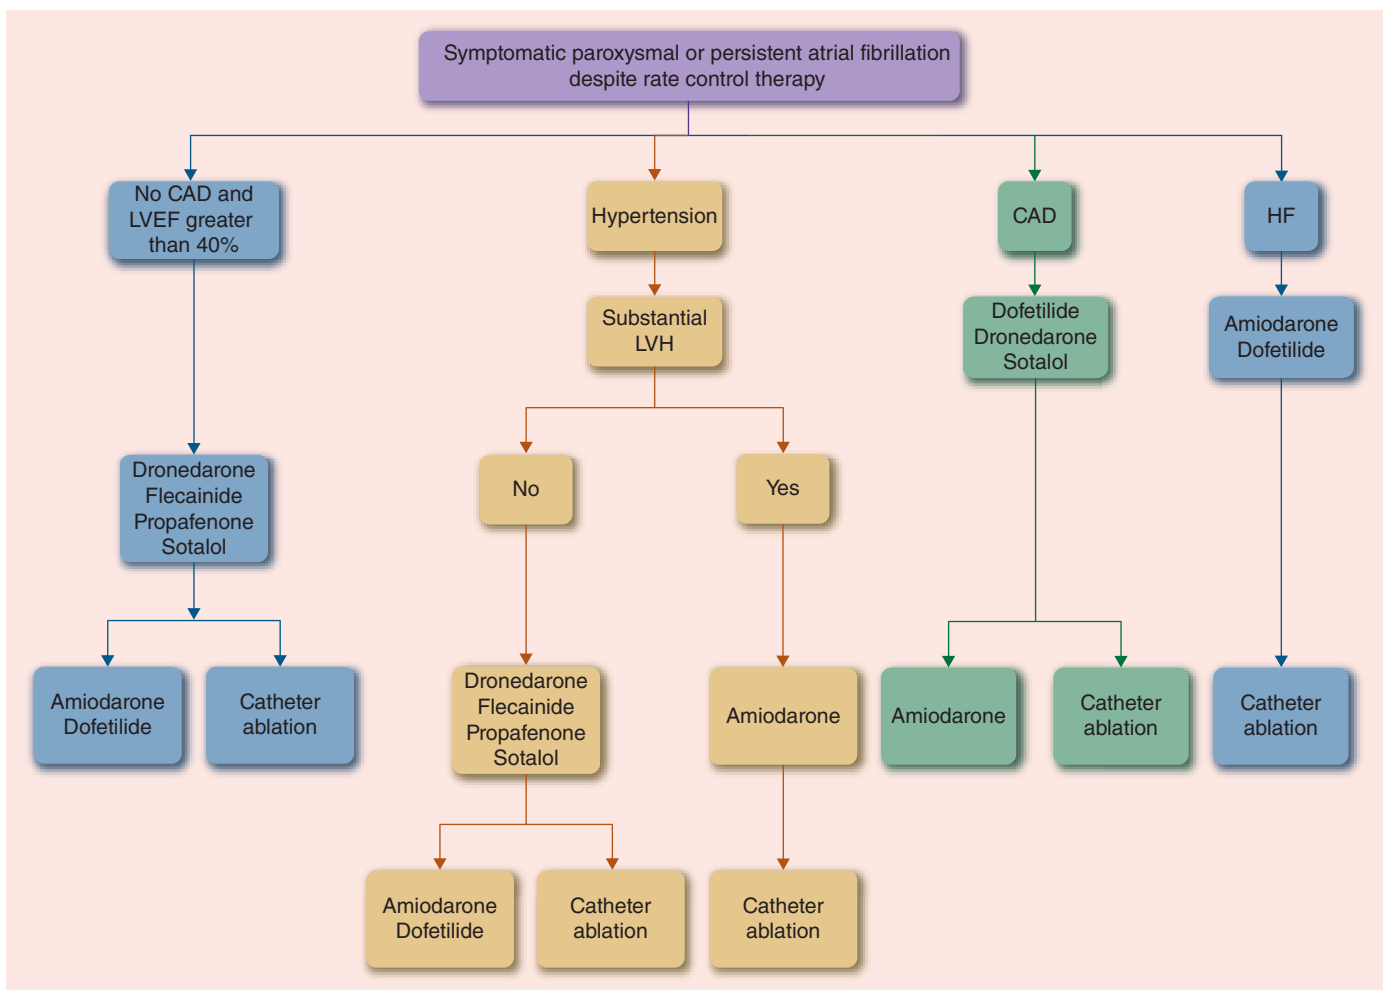 Symptomatic paroxysmal or persistent atrial fibrillation
despite rate control therapy
No CAD and
LVEF greater
than 40%
Hypertension
CAD
HF
Substantial
LVH
Dofetilide
Dronedarone
Sotalol
Amiodarone
Dofetilide
Dronedarone
Flecainide
Propafenone
Sotalol
No
Yes
Amiodarone
Dofetilide
Catheter
ablation
Dronedarone
Flecainide
Propafenone
Sotalol
Amiodarone
Amiodarone
Catheter
ablation
Catheter
ablation
Amiodarone
Dofetilide
Catheter
ablation
Catheter
ablation